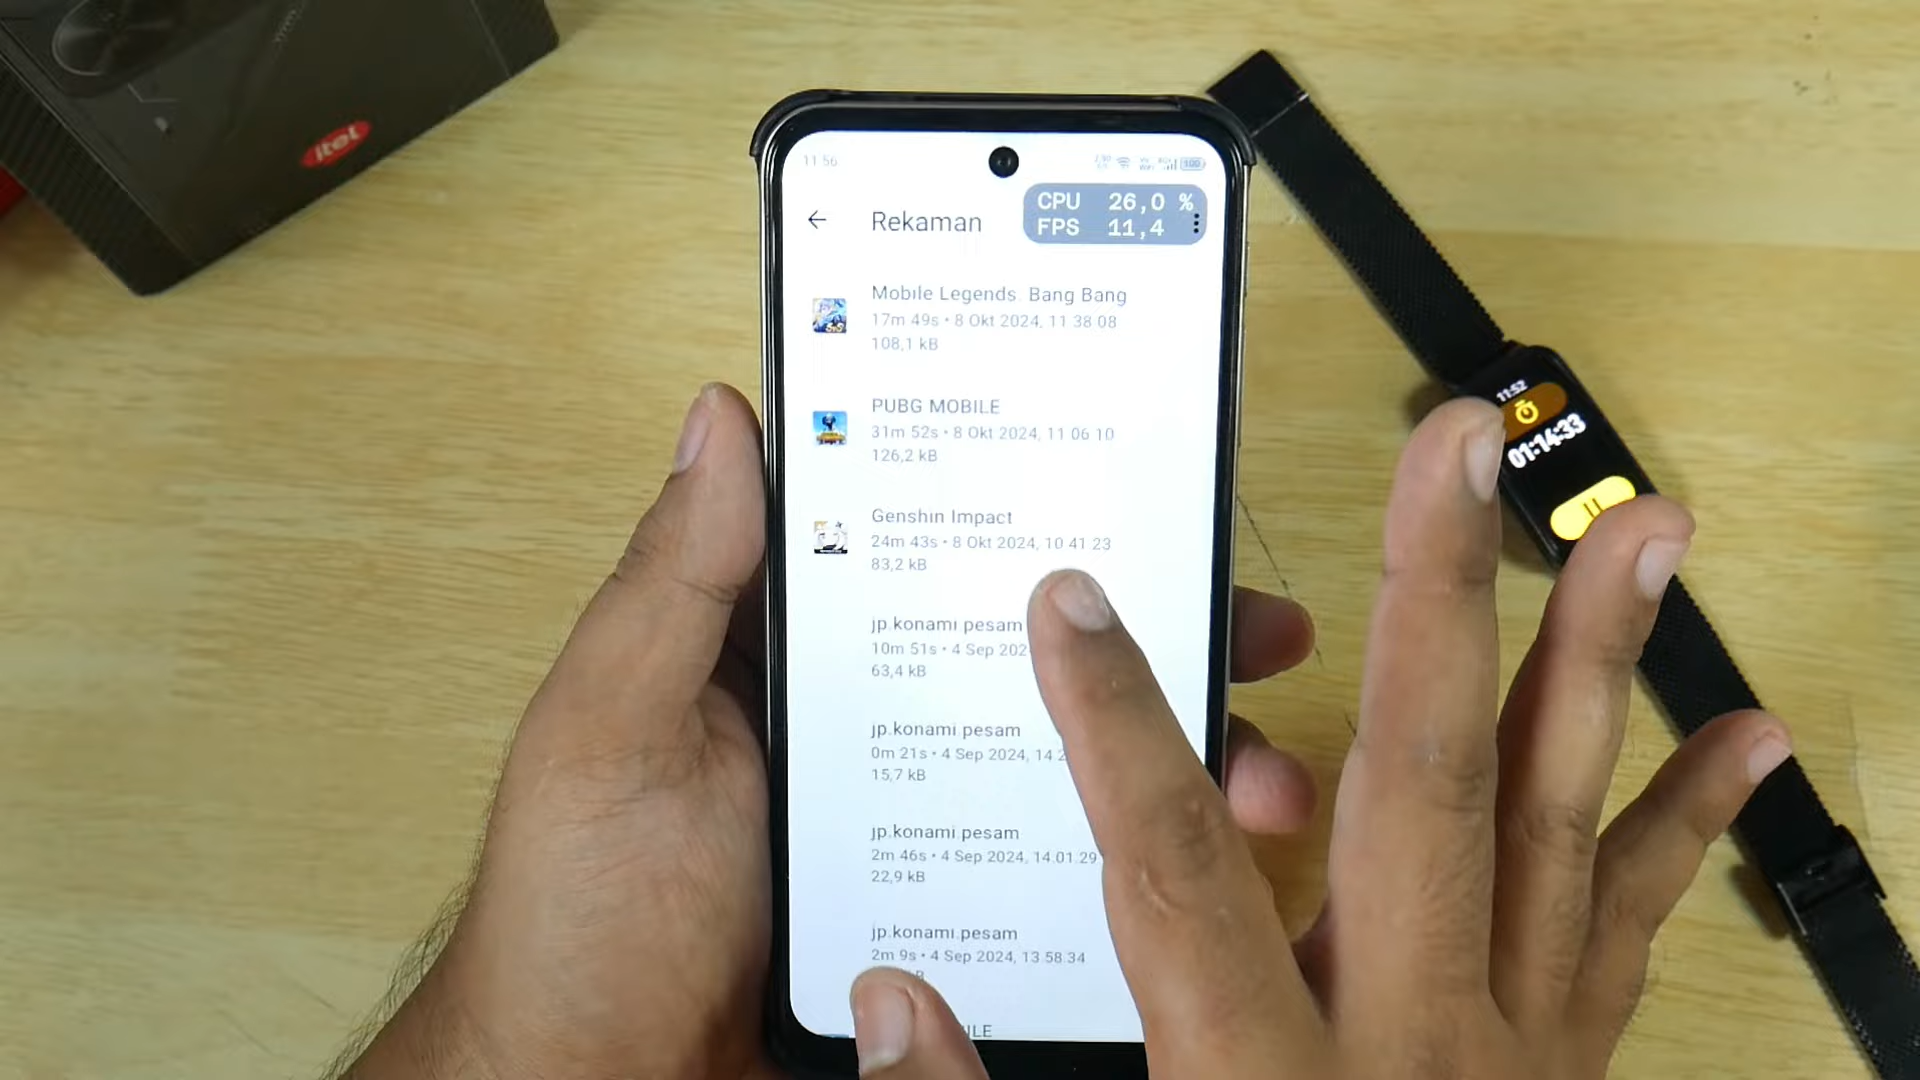 itel
11:56
100
CPU 26,0 %
FPS 11,4
Rekaman
Mobile Legends: Bang Bang
17m 49s • 8 Okt 2024, 11.38.08
108,1 kB
PUBG MOBILE
31m 52s • 8 Okt 2024, 11.06.10
126,2 kB
Genshin Impact
24m 43s • 8 Okt 2024, 10.41.23
83,2 kB
jp.konami.pesam
10m 51s • 4 Sep 202
63,4 kB
jp.konami.pesam
0m 21s • 4 Sep 2024, 14
15,7 kB
jp.konami.pesam
2m 46s • 4 Sep 2024, 14.01.29
22,9 kB
jp.konami.pesam
2m 9s • 4 Sep 2024, 13.58.34
11:52
01:14:33